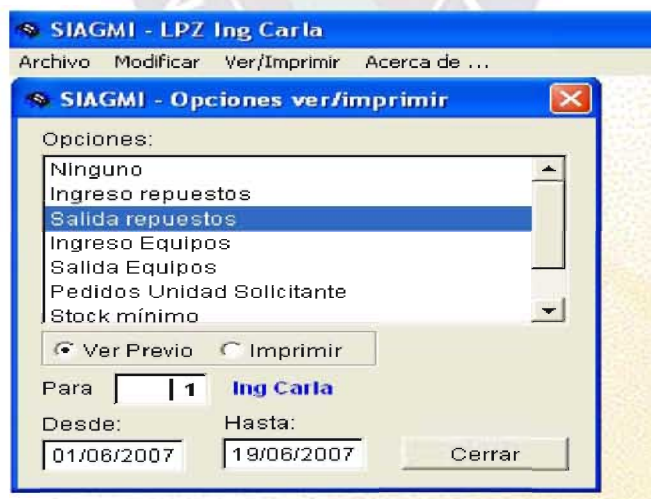 SIAGMI - LPZ Ing Carla
Archivo Modificar Ver/Imprimir Acerca de ...
SIAGMI - Opciones ver/imprimir
Opciones:
Ninguno
Ingreso repuestos
Salida repuestos
Ingreso Equipos
Salida Equipos
Pedidos Unidad Solicitante
Stock mínimo
Ver Previo Imprimir
Para 1 Ing Carla
Desde: Hasta:
01/06/2007 19/06/2007 Cerrar